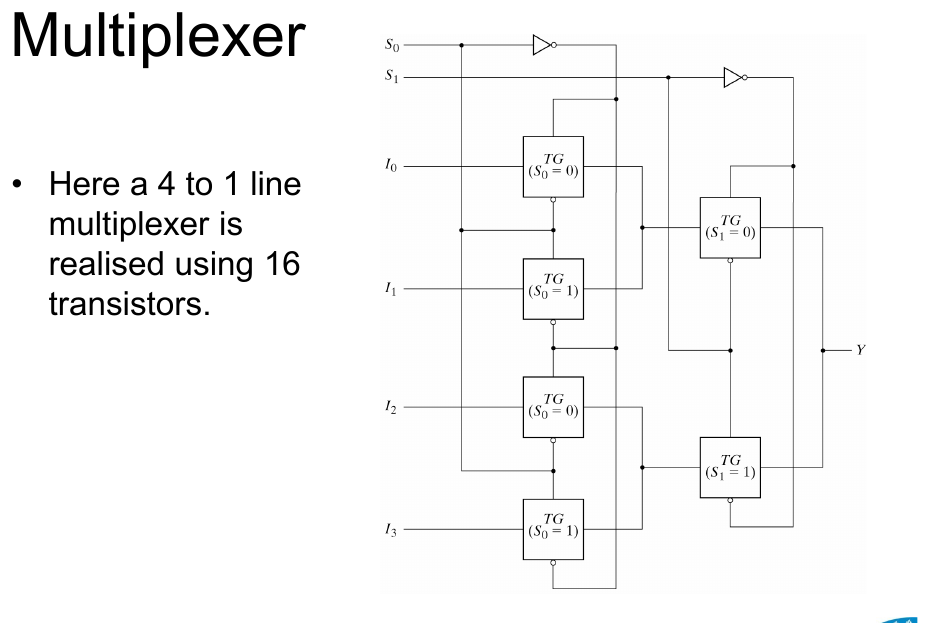 Multiplexer
• Here a 4 to 1 line
multiplexer is
realised using 16
transistors.
S₀
S₁
I₀
TG
(S₀ = 0)
TG
(S₁ = 0)
I₁
TG
(S₀ = 1)
Y
I₂
TG
(S₀ = 0)
TG
(S₁ = 1)
I₃
TG
(S₀ = 1)